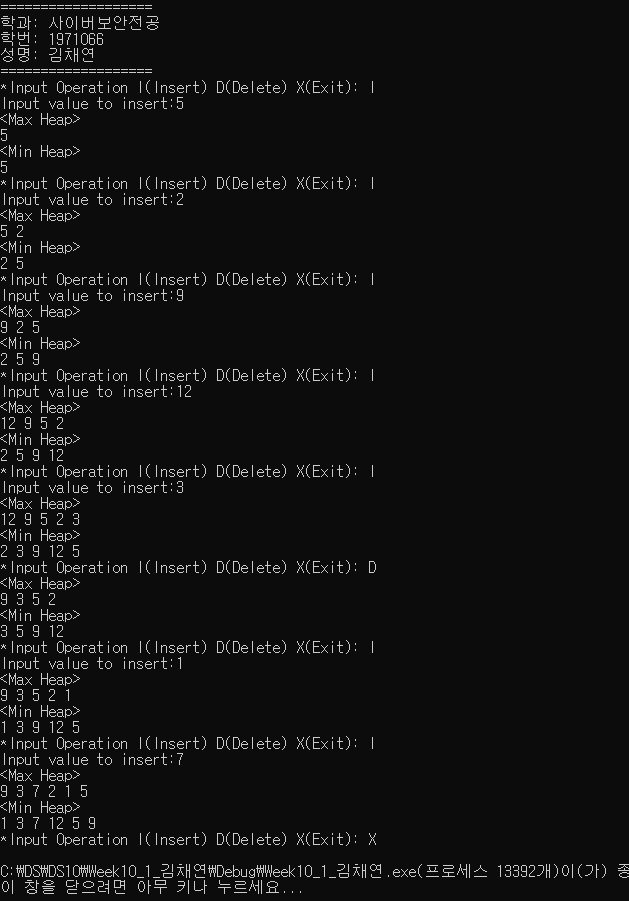 ===================
학과: 사이버보안전공
학번: 1971066
성명: 김채연
===================
*Input Operation I(Insert) D(Delete) X(Exit): I
Input value to insert:5
<Max Heap>
5
<Min Heap>
5
*Input Operation I(Insert) D(Delete) X(Exit): I
Input value to insert:2
<Max Heap>
5 2
<Min Heap>
2 5
*Input Operation I(Insert) D(Delete) X(Exit): I
Input value to insert:9
<Max Heap>
9 2 5
<Min Heap>
2 5 9
*Input Operation I(Insert) D(Delete) X(Exit): I
Input value to insert:12
<Max Heap>
12 9 5 2
<Min Heap>
2 5 9 12
*Input Operation I(Insert) D(Delete) X(Exit): I
Input value to insert:3
<Max Heap>
12 9 5 2 3
<Min Heap>
2 3 9 12 5
*Input Operation I(Insert) D(Delete) X(Exit): D
<Max Heap>
9 3 5 2
<Min Heap>
3 5 9 12
*Input Operation I(Insert) D(Delete) X(Exit): I
Input value to insert:1
<Max Heap>
9 3 5 2 1
<Min Heap>
1 3 9 12 5
*Input Operation I(Insert) D(Delete) X(Exit): I
Input value to insert:7
<Max Heap>
9 3 7 2 1 5
<Min Heap>
1 3 7 12 5 9
*Input Operation I(Insert) D(Delete) X(Exit): X
C:₩DS₩DS10₩Week10_1_김채연₩Debug₩Week10_1_김채연.exe(프로세스 13392개)이(가) 종
이 창을 닫으려면 아무 키나 누르세요...